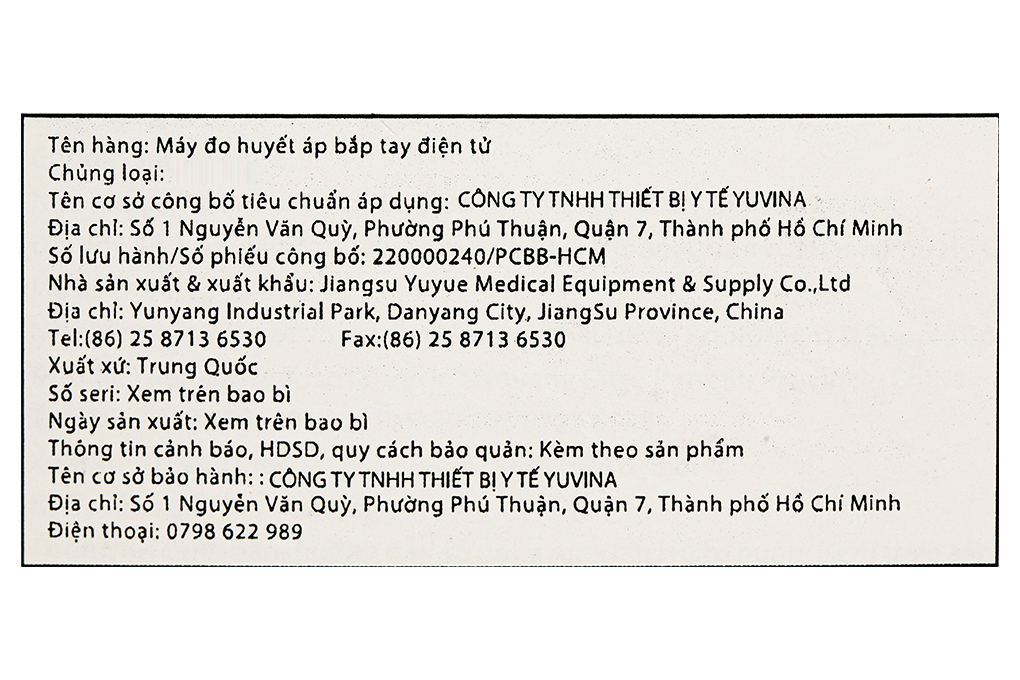 Tên hàng: Máy đo huyết áp bắp tay điện tử
Chủng loại:
Tên cơ sở công bố tiêu chuẩn áp dụng: CÔNG TY TNHH THIẾT BỊ Y TẾ YUVINA
Địa chỉ: Số 1 Nguyễn Văn Quỳ, Phường Phú Thuận, Quận 7, Thành phố Hồ Chí Minh
Số lưu hành/Số phiếu công bố: 220000240/PCBB-HCM
Nhà sản xuất & xuất khẩu: Jiangsu Yuyue Medical Equipment & Supply Co.,Ltd
Địa chỉ: Yunyang Industrial Park, Danyang City, JiangSu Province, China
Tel:(86) 25 8713 6530 Fax:(86) 25 8713 6530
Xuất xứ: Trung Quốc
Số seri: Xem trên bao bì
Ngày sản xuất: Xem trên bao bì
Thông tin cảnh báo, HDSD, quy cách bảo quản: Kèm theo sản phẩm
Tên cơ sở bảo hành: : CÔNG TY TNHH THIẾT BỊ Y TẾ YUVINA
Địa chỉ: Số 1 Nguyễn Văn Quỳ, Phường Phú Thuận, Quận 7, Thành phố Hồ Chí Minh
Điện thoại: 0798 622 989